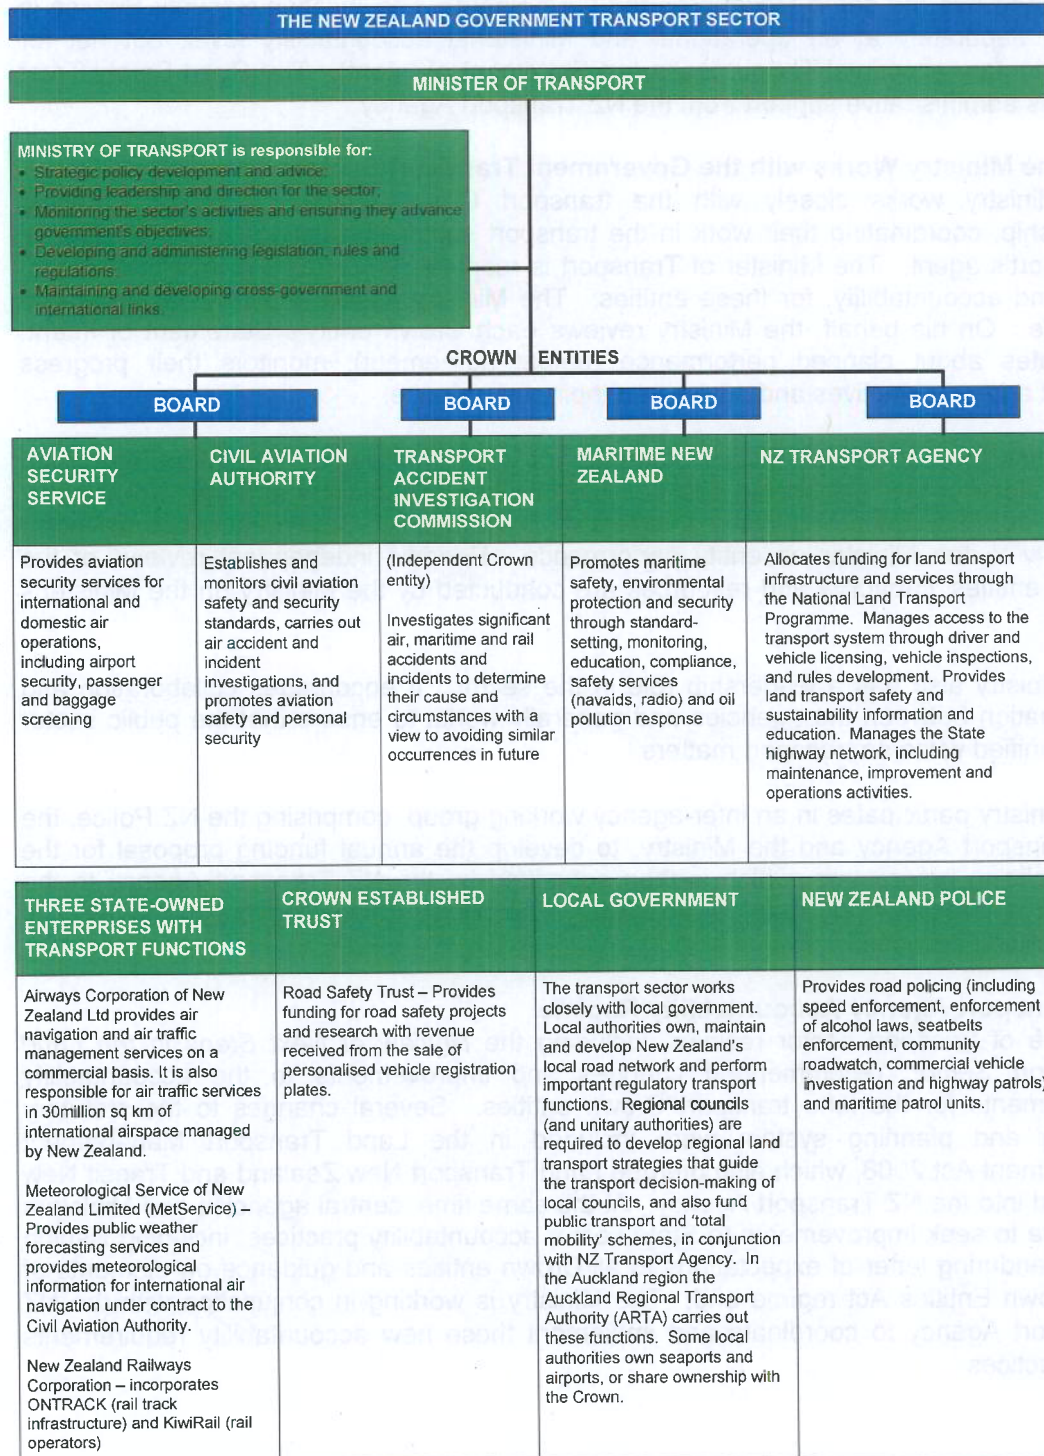 THE NEW ZEALAND GOVERNMENT TRANSPORT SECTOR
MINISTER OF TRANSPORT
MINISTRY OF TRANSPORT is responsible for:
• Strategic policy development and advice;
• Providing leadership and direction for the sector;
• Monitoring the sector's activities and ensuring they advance
government's objectives;
• Developing and administering legislation, rules and
regulations;
• Maintaining and developing cross-government and
international links.
CROWN ENTITIES
BOARD
BOARD
BOARD
BOARD
AVIATION
SECURITY
SERVICE
Provides aviation
security services for
international and
domestic air
operations,
including airport
security, passenger
and baggage
screening
CIVIL AVIATION
AUTHORITY
Establishes and
monitors civil aviation
safety and security
standards, carries out
air accident and
incident
investigations, and
promotes aviation
safety and personal
security
TRANSPORT
ACCIDENT
INVESTIGATION
COMMISSION
(Independent Crown
entity)
Investigates significant
air, maritime and rail
accidents and
incidents to determine
their cause and
circumstances, with a
view to avoiding similar
occurrences in future
MARITIME NEW
ZEALAND
Promotes maritime
safety, environmental
protection and security
through standard-
setting, monitoring,
education, compliance,
safety services
(navaids, radio) and oil
pollution response
NZ TRANSPORT AGENCY
Allocates funding for land transport
infrastructure and services through
the National Land Transport
Programme. Manages access to the
transport system through driver and
vehicle licensing, vehicle inspections,
and rules development. Provides
land transport safety and
sustainability information and
education. Manages the State
highway network, including
maintenance, improvement and
operations activities.
THREE STATE-OWNED
ENTERPRISES WITH
TRANSPORT FUNCTIONS
Airways Corporation of New
Zealand Ltd provides air
navigation and air traffic
management services on a
commercial basis. It is also
responsible for air traffic services
in 30million sq km of
international airspace managed
by New Zealand.
Meteorological Service of New
Zealand Limited (MetService) –
Provides public weather
forecasting services and
provides meteorological
information for international air
navigation under contract to the
Civil Aviation Authority.
New Zealand Railways
Corporation – incorporates
ONTRACK (rail track
infrastructure) and KiwiRail (rail
operators)
CROWN ESTABLISHED
TRUST
Road Safety Trust – Provides
funding for road safety projects
and research with revenue
received from the sale of
personalised vehicle registration
plates.
LOCAL GOVERNMENT
The transport sector works
closely with local government.
Local authorities own, maintain
and develop New Zealand's
local road network and perform
important regulatory transport
functions. Regional councils
(and unitary authorities) are
required to develop regional land
transport strategies that guide
the transport decision-making of
local councils, and also fund
public transport and 'total
mobility' schemes, in conjunction
with NZ Transport Agency. In
the Auckland region the
Auckland Regional Transport
Authority (ARTA) carries out
these functions. Some local
authorities own seaports and
airports, or share ownership with
the Crown.
NEW ZEALAND POLICE
Provides road policing (including
speed enforcement, enforcement
of alcohol laws, seatbelts
enforcement, community
roadwatch, commercial vehicle
investigation and highway patrols)
and maritime patrol units.